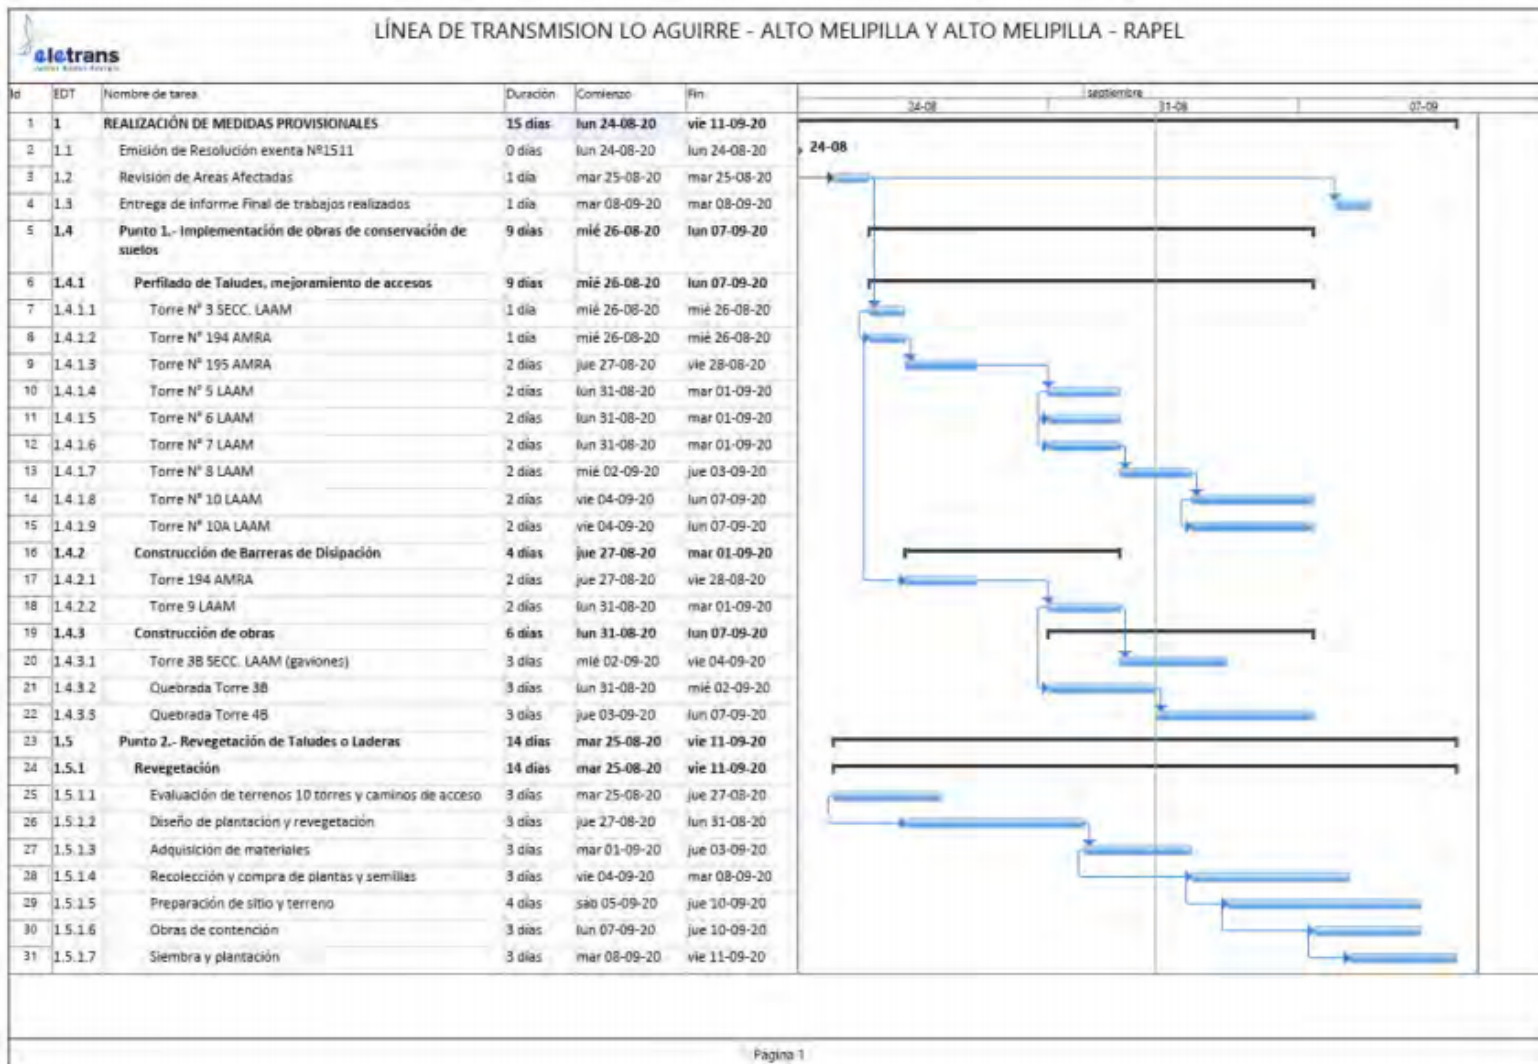 LÍNEA DE TRANSMISION LO AGUIRRE - ALTO MELIPILLA Y ALTO MELIPILLA - RAPEL
eletrans
Id EDT Nombre de tarea Duración Comienzo Fin septiembre
24-08 31-08 07-09
1 1 REALIZACIÓN DE MEDIDAS PROVISIONALES 15 días lun 24-08-20 vie 11-09-20
2 1.1 Emisión de Resolución exenta Nº1511 0 días lun 24-08-20 lun 24-08-20 24-08
3 1.2 Revisión de Areas Afectadas 1 día mar 25-08-20 mar 25-08-20
4 1.3 Entrega de informe Final de trabajos realizados 1 día mar 08-09-20 mar 08-09-20
5 1.4 Punto 1.- Implementación de obras de conservación de 9 días mié 26-08-20 lun 07-09-20
suelos
6 1.4.1 Perfilado de Taludes, mejoramiento de accesos 9 días mié 26-08-20 lun 07-09-20
7 1.4.1.1 Torre Nº 3 SECC. LAAM 1 día mié 26-08-20 mié 26-08-20
8 1.4.1.2 Torre Nº 194 AMRA 1 día mié 26-08-20 mié 26-08-20
9 1.4.1.3 Torre Nº 195 AMRA 2 días jue 27-08-20 vie 28-08-20
10 1.4.1.4 Torre Nº 5 LAAM 2 días lun 31-08-20 mar 01-09-20
11 1.4.1.5 Torre Nº 6 LAAM 2 días lun 31-08-20 mar 01-09-20
12 1.4.1.6 Torre Nº 7 LAAM 2 días lun 31-08-20 mar 01-09-20
13 1.4.1.7 Torre Nº 8 LAAM 2 días mié 02-09-20 jue 03-09-20
14 1.4.1.8 Torre Nº 10 LAAM 2 días vie 04-09-20 lun 07-09-20
15 1.4.1.9 Torre Nº 10A LAAM 2 días vie 04-09-20 lun 07-09-20
16 1.4.2 Construcción de Barreras de Disipación 4 días jue 27-08-20 mar 01-09-20
17 1.4.2.1 Torre 194 AMRA 2 días jue 27-08-20 vie 28-08-20
18 1.4.2.2 Torre 9 LAAM 2 días lun 31-08-20 mar 01-09-20
19 1.4.3 Construcción de obras 6 días lun 31-08-20 lun 07-09-20
20 1.4.3.1 Torre 3B SECC. LAAM (gaviones) 3 días mié 02-09-20 vie 04-09-20
21 1.4.3.2 Quebrada Torre 3B 3 días lun 31-08-20 mié 02-09-20
22 1.4.3.3 Quebrada Torre 4B 3 días jue 03-09-20 lun 07-09-20
23 1.5 Punto 2.- Revegetación de Taludes o Laderas 14 días mar 25-08-20 vie 11-09-20
24 1.5.1 Revegetación 14 días mar 25-08-20 vie 11-09-20
25 1.5.1.1 Evaluación de terrenos 10 torres y caminos de acceso 3 días mar 25-08-20 jue 27-08-20
26 1.5.1.2 Diseño de plantación y revegetación 3 días jue 27-08-20 lun 31-08-20
27 1.5.1.3 Adquisición de materiales 3 días mar 01-09-20 jue 03-09-20
28 1.5.1.4 Recolección y compra de plantas y semillas 3 días vie 04-09-20 mar 08-09-20
29 1.5.1.5 Preparación de sitio y terreno 4 días sáb 05-09-20 jue 10-09-20
30 1.5.1.6 Obras de contención 3 días lun 07-09-20 jue 10-09-20
31 1.5.1.7 Siembra y plantación 3 días mar 08-09-20 vie 11-09-20
Página 1